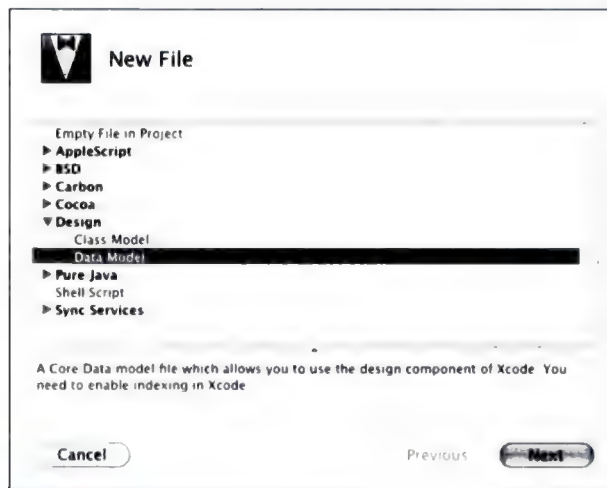 New File
Empty File in Project
AppleScript
BSD
Carbon
Cocoa
Design
Class Model
Data Model
Pure Java
Shell Script
Sync Services
A Core Data model file which allows you to use the design component of Xcode. You
need to enable indexing in Xcode
Cancel
Previous
Next